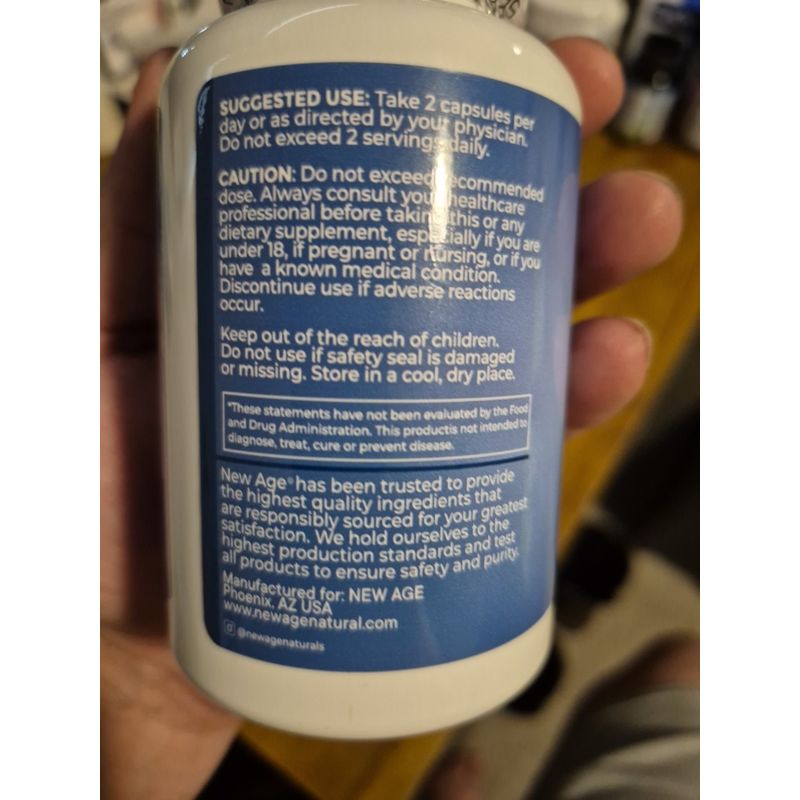 SUGGESTED USE: Take 2 capsules per
day or as directed by your physician.
Do not exceed 2 servings daily.
CAUTION: Do not exceed recommended
dose. Always consult your healthcare
professional before taking this or any
dietary supplement, especially if you are
under 18, if pregnant or nursing, or if you
have a known medical condition.
Discontinue use if adverse reactions
occur.
Keep out of the reach of children.
Do not use if safety seal is damaged
or missing. Store in a cool, dry place.
*These statements have not been evaluated by the Food
and Drug Administration. This productis not intended to
diagnose, treat, cure or prevent disease.
New Age® has been trusted to provide
the highest quality ingredients that
are responsibly sourced for your greatest
satisfaction. We hold ourselves to the
highest production standards and test
all products to ensure safety and purity.
Manufactured for: NEW AGE
Phoenix, AZ USA
www.newagenatural.com
@newagenaturals